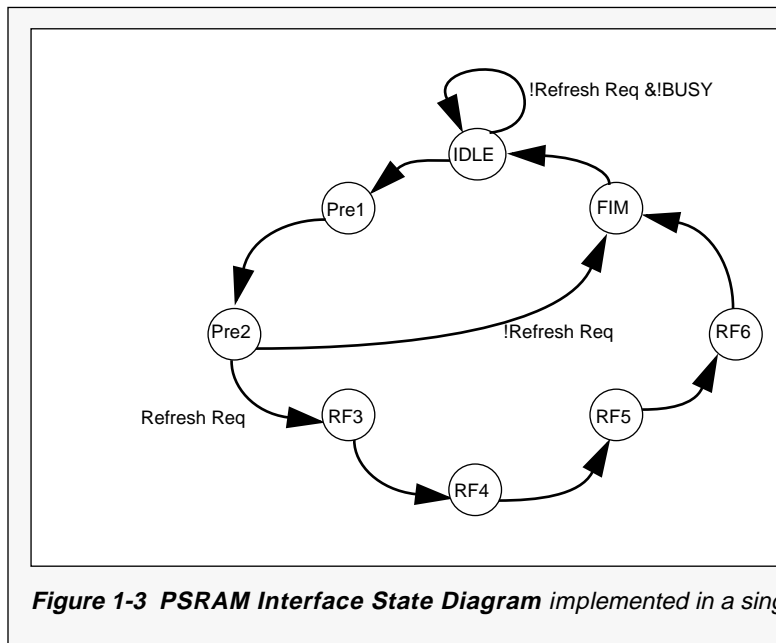 !Refresh Req &!BUSY
IDLE
Pre1
FIM
Pre2
!Refresh Req
RF6
Refresh Req
RF3
RF5
RF4
Figure 1-3 PSRAM Interface State Diagram implemented in a sing